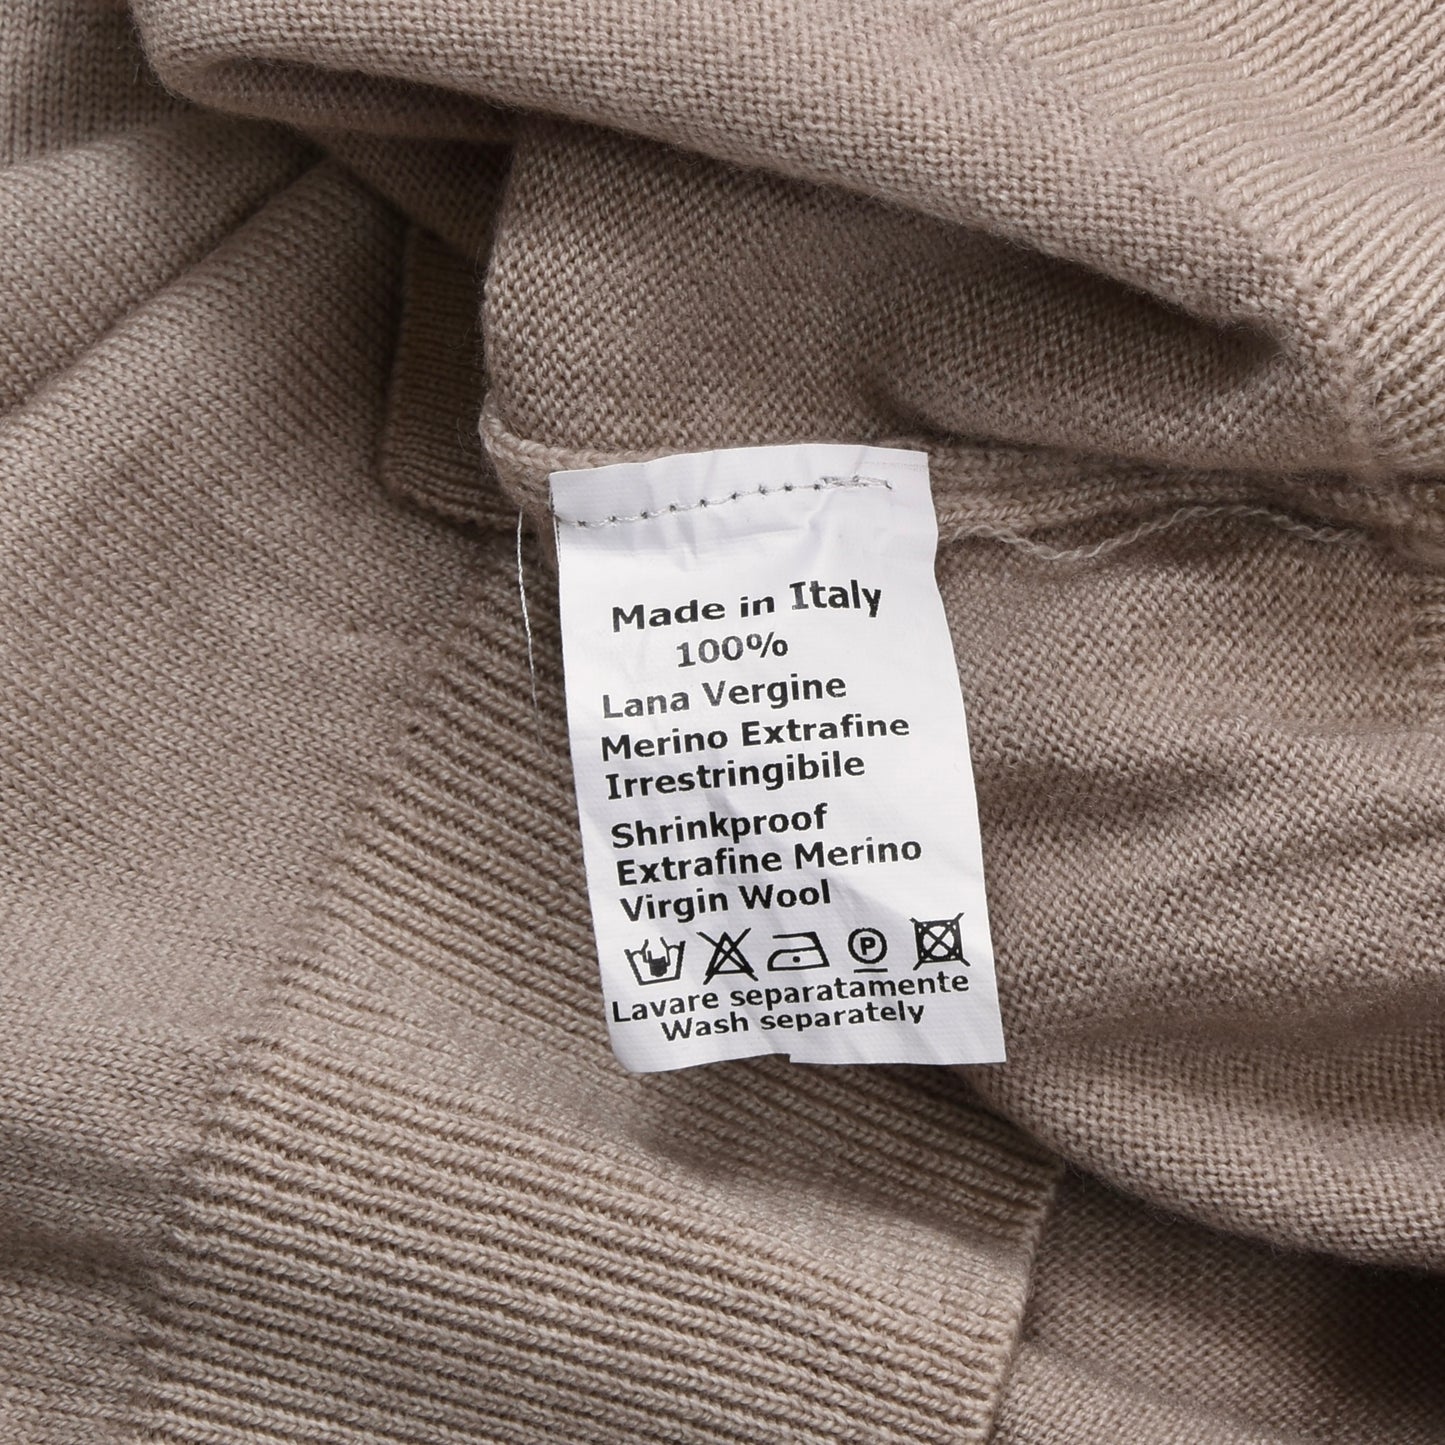 Made in Italy
100%
Lana Vergine
Merino Extrafine
Irrestringibile
Shrinkproof
Extrafine Merino
Virgin Wool
P
Lavare separatamente
Wash separately